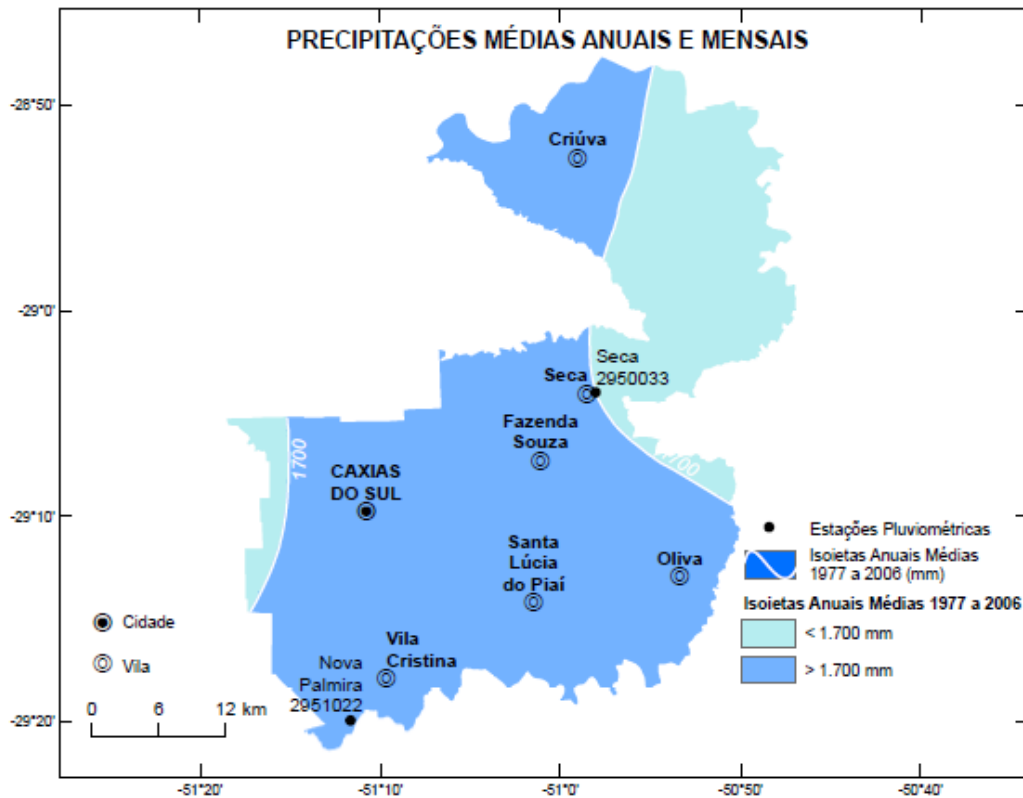 PRECIPITAÇÕES MÉDIAS ANUAIS E MENSAIS
-28°50'
Criúva
-29°0'
Seca
2950033
Seca
Fazenda
Souza
1700
1700
CAXIAS
DO SUL
-29°10'
Santa
Lúcia
do Piaí
Oliva
Estações Pluviométricas
Isoietas Anuais Médias
1977 a 2006 (mm)
Isoietas Anuais Médias 1977 a 2006
< 1.700 mm
> 1.700 mm
Cidade
Vila
Vila
Cristina
Nova
Palmira
2951022
0 6 12 km
-29°20'
-51°20' -51°10' -51°0' -50°50' -50°40'